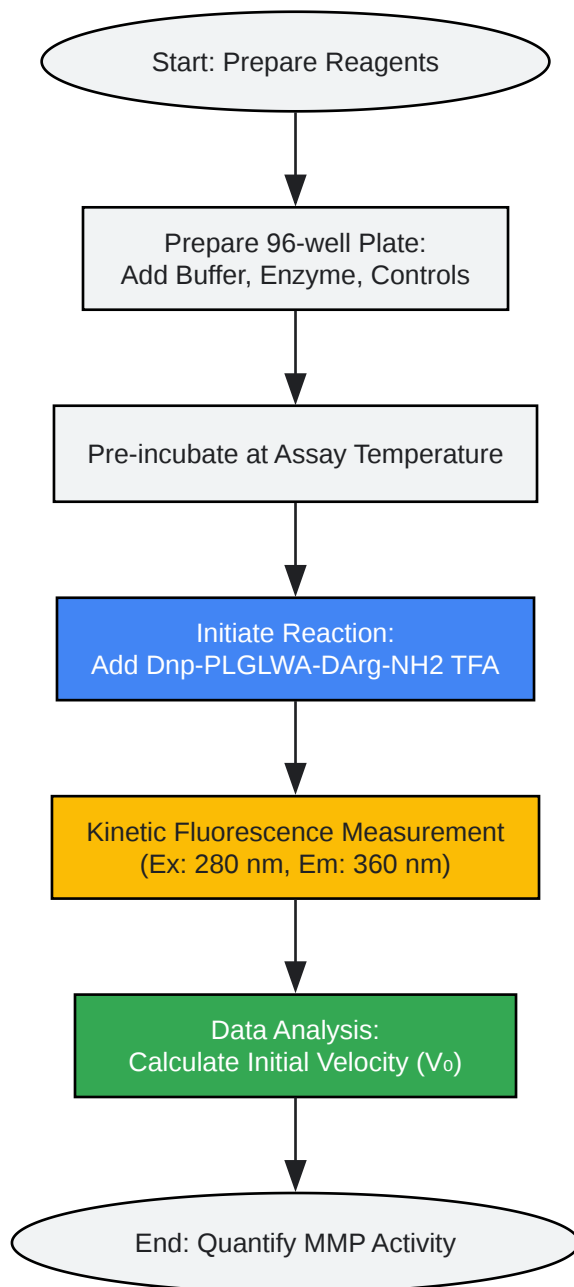 Start: Prepare Reagents
Prepare 96-well Plate:
Add Buffer, Enzyme, Controls
Pre-incubate at Assay Temperature
Initiate Reaction:
Add Dnp-PLGLWA-DArg-NH2 TFA
Kinetic Fluorescence Measurement
(Ex: 280 nm, Em: 360 nm)
Data Analysis:
Calculate Initial Velocity (V₀)
End: Quantify MMP Activity